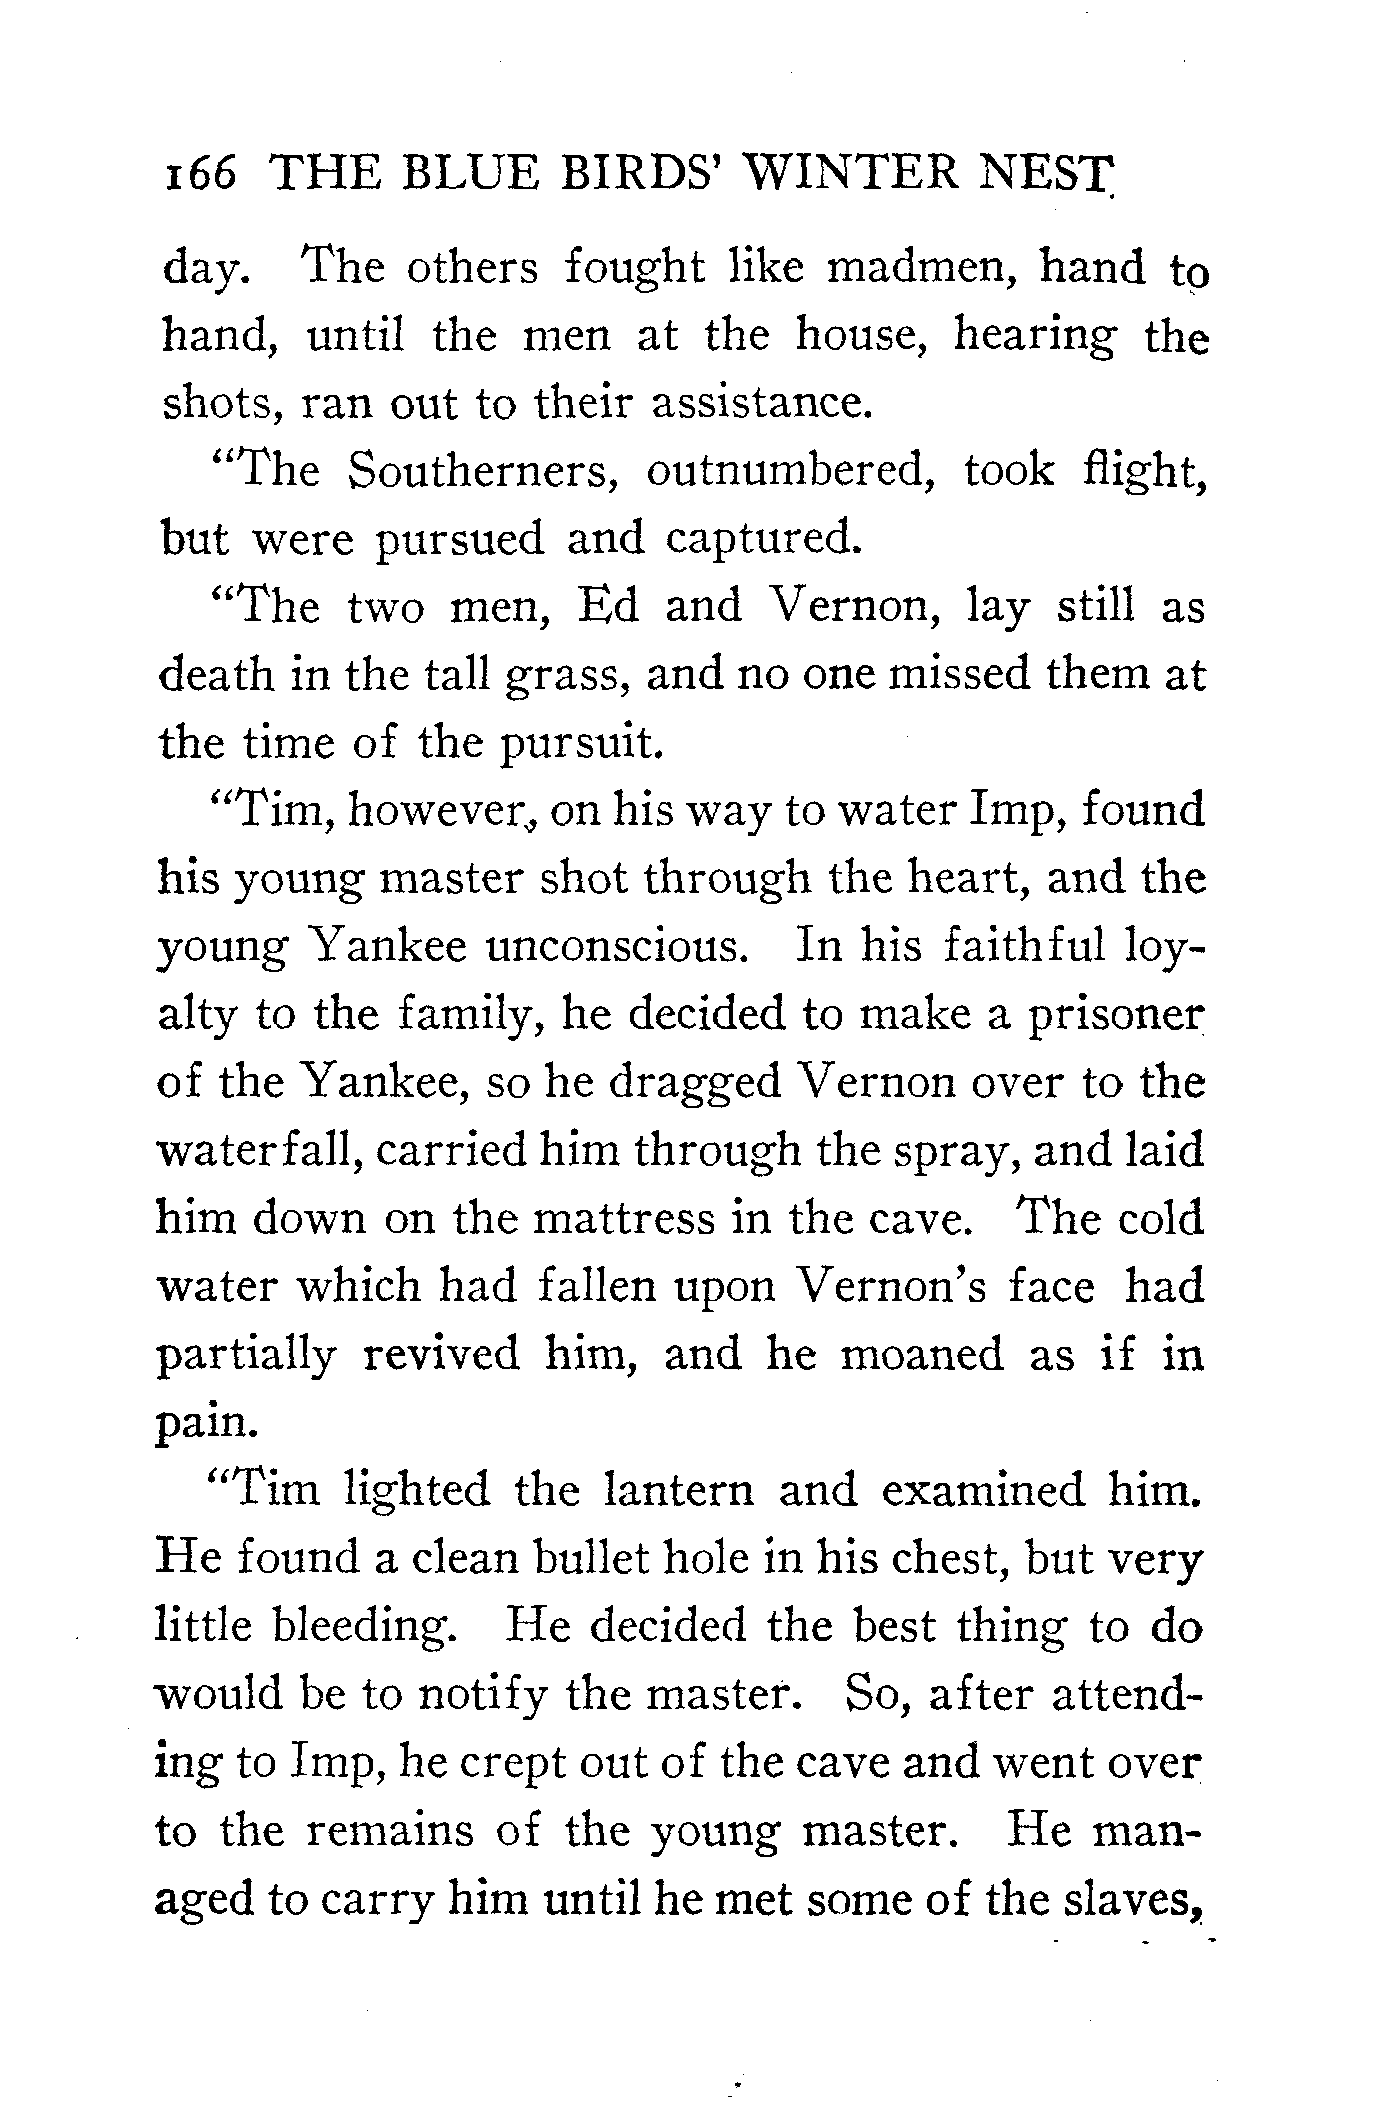 166 THE BLUE BIRDS' WINTER NEST
day. The others fought like madmen, hand to
hand, until the men at the house, hearing the
shots, ran out to their assistance.
"The Southerners, outnumbered, took flight,
but were pursued and captured.
"The two men, Ed and Vernon, lay still as
death in the tall grass, and no one missed them at
the time of the pursuit.
"Tim, however, on his way to water Imp, found
his young master shot through the heart, and the
young Yankee unconscious. In his faithful loy-
alty to the family, he decided to make a prisoner
of the Yankee, so he dragged Vernon over to the
waterfall, carried him through the spray, and laid
him down on the mattress in the cave. The cold
water which had fallen upon Vernon's face had
partially revived him, and he moaned as if in
pain.
"Tim lighted the lantern and examined him.
He found a clean bullet hole in his chest, but very
little bleeding. He decided the best thing to do
would be to notify the master. So, after attend-
ing to Imp, he crept out of the cave and went over
to the remains of the young master. He man-
aged to carry him until he met some of the slaves,